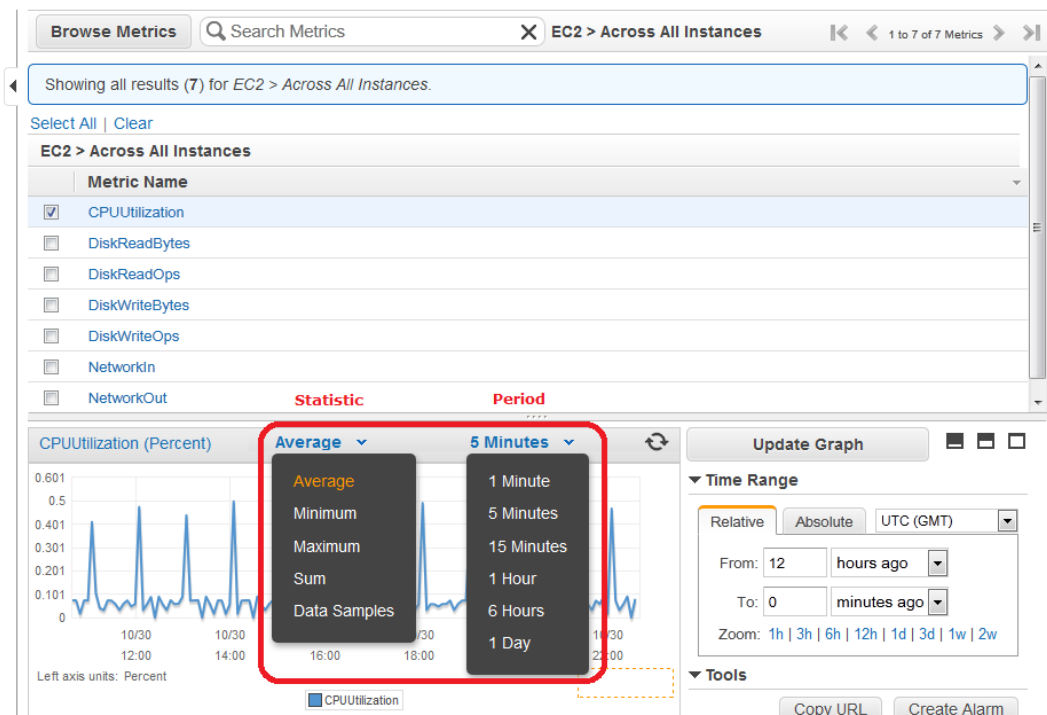 Browse Metrics Search Metrics EC2 > Across All Instances 1 to 7 of 7 Metrics
Showing all results (7) for EC2 > Across All Instances.
Select All | Clear
EC2 > Across All Instances
Metric Name
CPUUtilization
DiskReadBytes
DiskReadOps
DiskWriteBytes
DiskWriteOps
NetworkIn
NetworkOut
Statistic Period
CPUUtilization (Percent) Average 5 Minutes
Average
Minimum
Maximum
Sum
Data Samples
1 Minute
5 Minutes
15 Minutes
1 Hour
6 Hours
1 Day
0.601
0.5
0.401
0.301
0.201
0.101
0
10/30 10/30 /30 10/30
12:00 14:00 16:00 18:00 22:00
Left axis units: Percent
CPUUtilization
Update Graph
Time Range
Relative Absolute UTC (GMT)
From: 12 hours ago
To: 0 minutes ago
Zoom: 1h | 3h | 6h | 12h | 1d | 3d | 1w | 2w
Tools
Copy URL Create Alarm